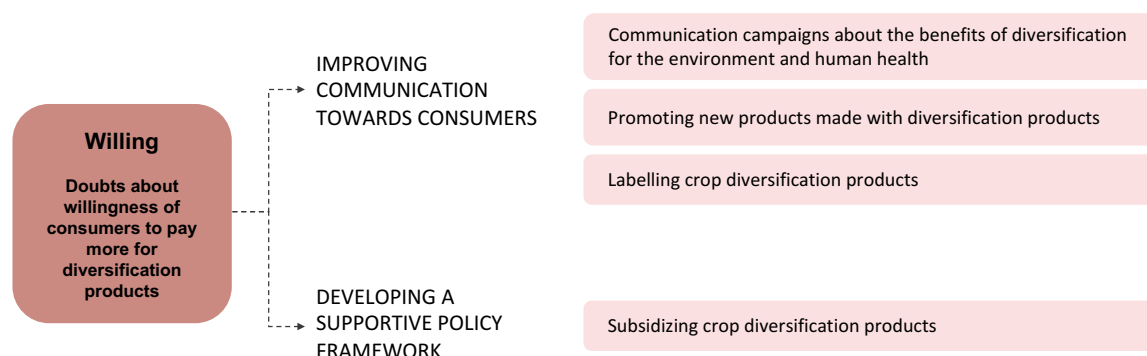 Willing
Doubts about
willingness of
consumers to pay
more for
diversification
products
IMPROVING
COMMUNICATION
TOWARDS CONSUMERS
Communication campaigns about the benefits of diversification
for the environment and human health
Promoting new products made with diversification products
Labelling crop diversification products
DEVELOPING A
SUPPORTIVE POLICY
FRAMEWORK
Subsidizing crop diversification products